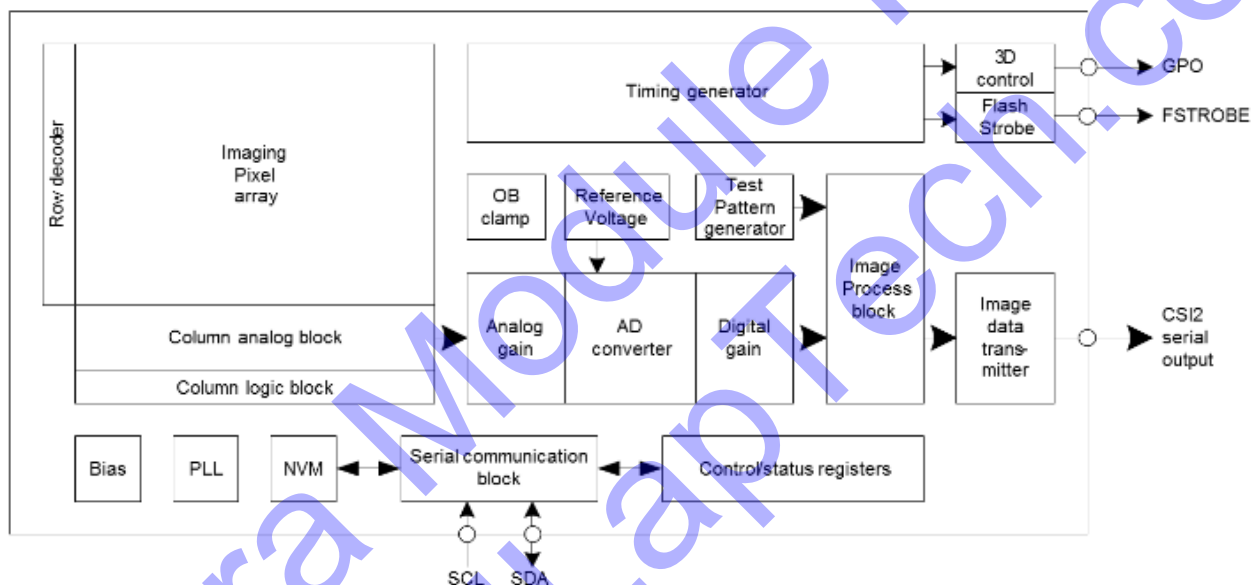 Row decoder
Imaging
Pixel
array
Column analog block
Column logic block
Timing generator
3D
control
Flash
Strobe
GPO
FSTROBE
OB
clamp
Reference
Voltage
Test
Pattern
generator
Analog
gain
AD
converter
Digital
gain
Image
Process
block
Image
data
trans-
mitter
CSI2
serial
output
Bias
PLL
NVM
Serial communication
block
Control/status registers
SCL
SDA
Module
Tech.